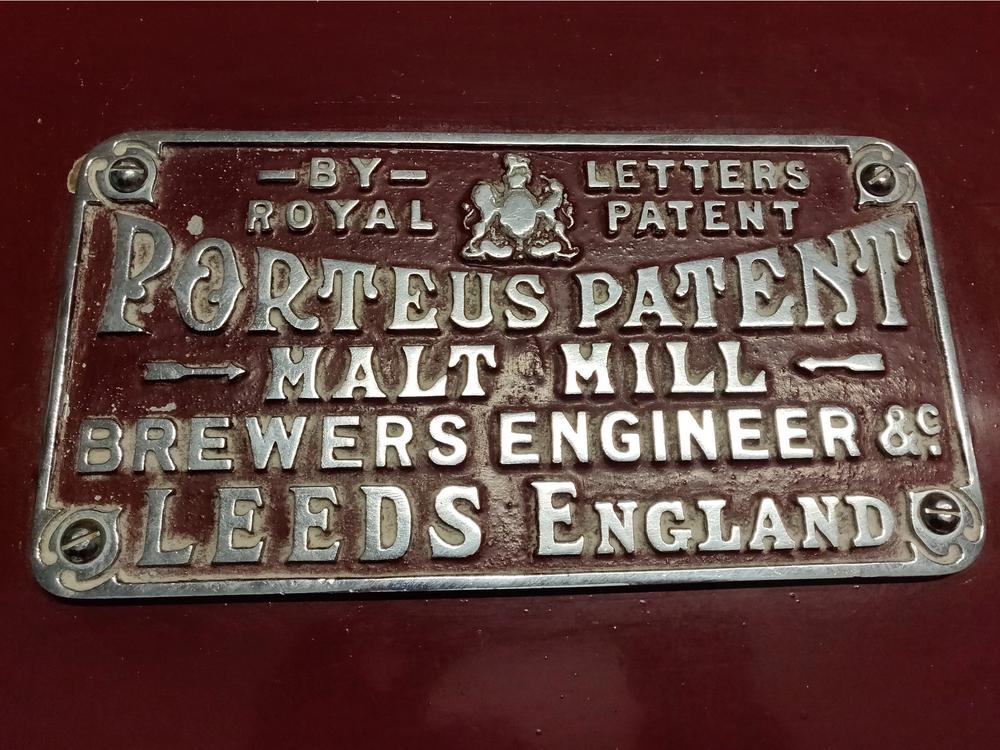 BY LETTERS
ROYAL PATENT
PORTEUS PATENT
MALT MILL
BREWERS ENGINEER &c.
LEEDS ENGLAND